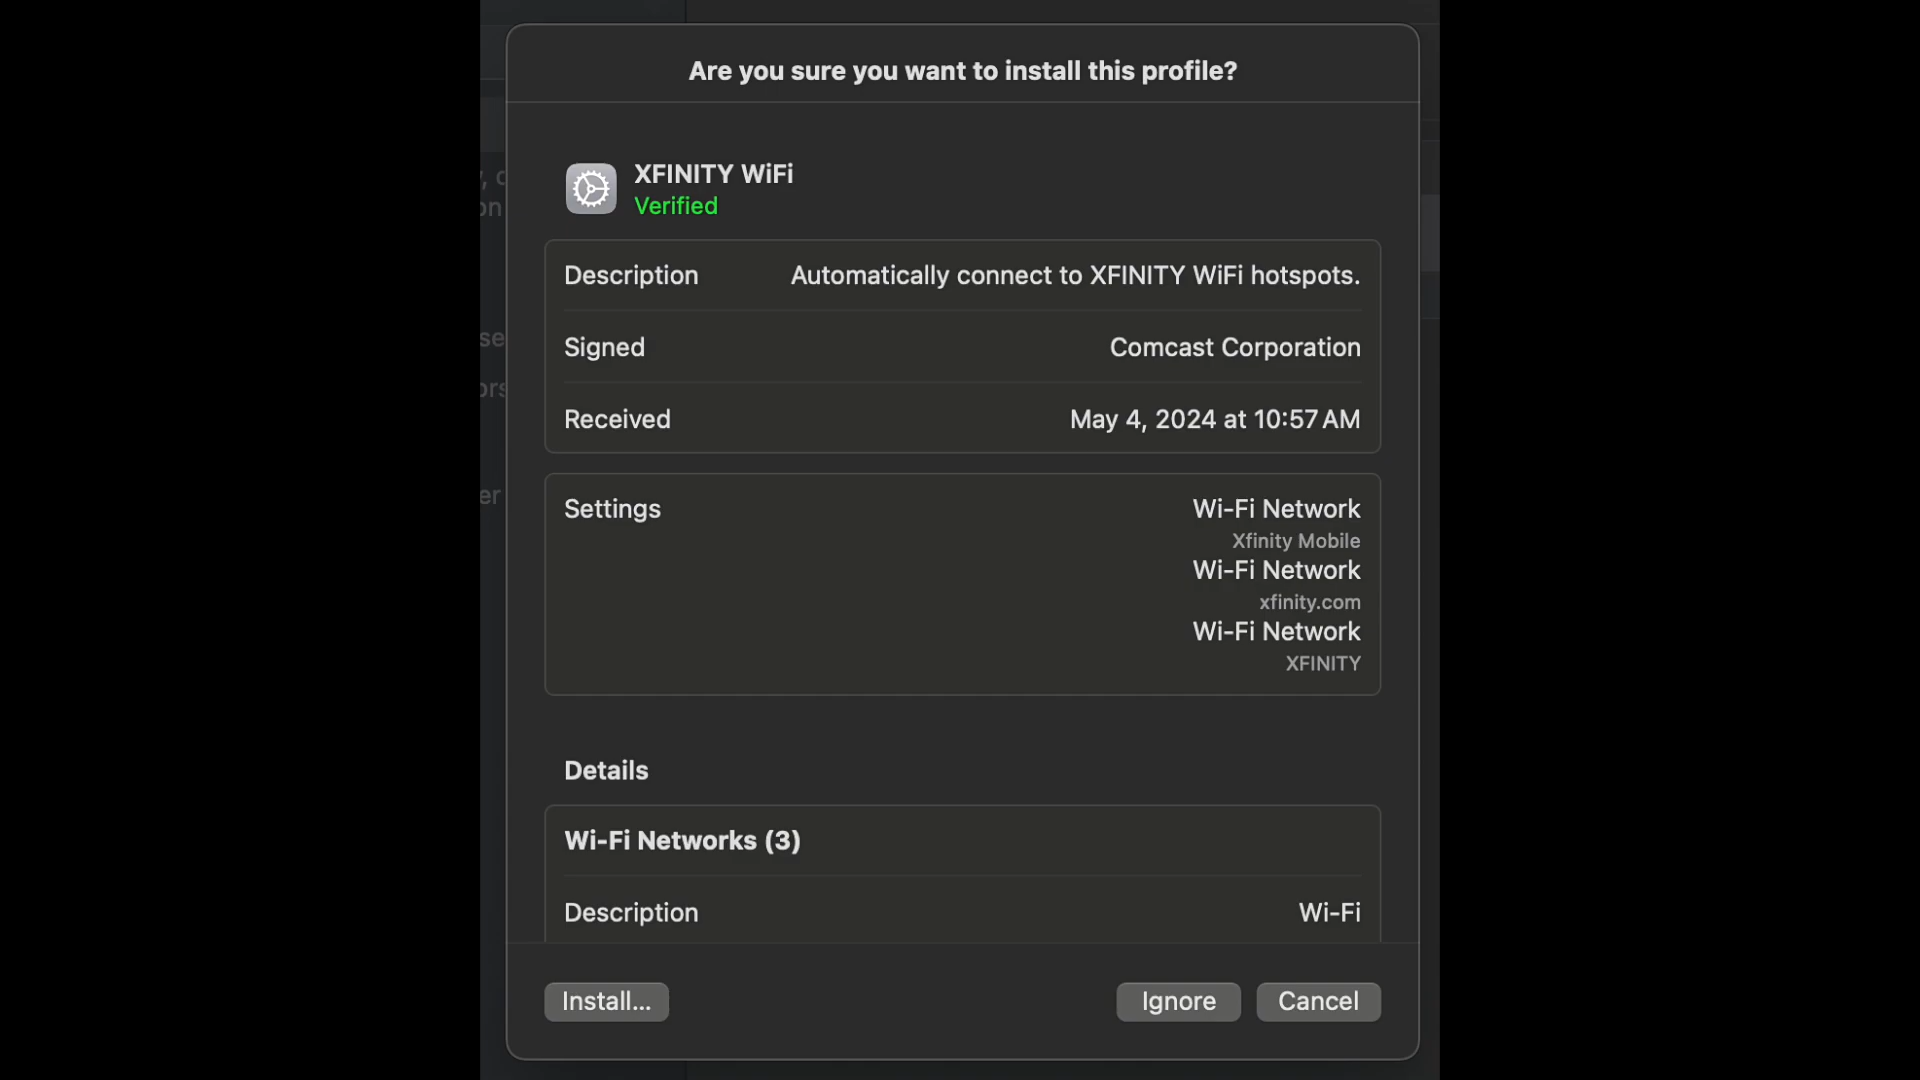 Are you sure you want to install this profile?
XFINITY WiFi
Verified
Description Automatically connect to XFINITY WiFi hotspots.
Signed Comcast Corporation
Received May 4, 2024 at 10:57 AM
Settings Wi-Fi Network
Xfinity Mobile
Wi-Fi Network
xfinity.com
Wi-Fi Network
XFINITY
Details
Wi-Fi Networks (3)
Description Wi-Fi
Install... Ignore Cancel